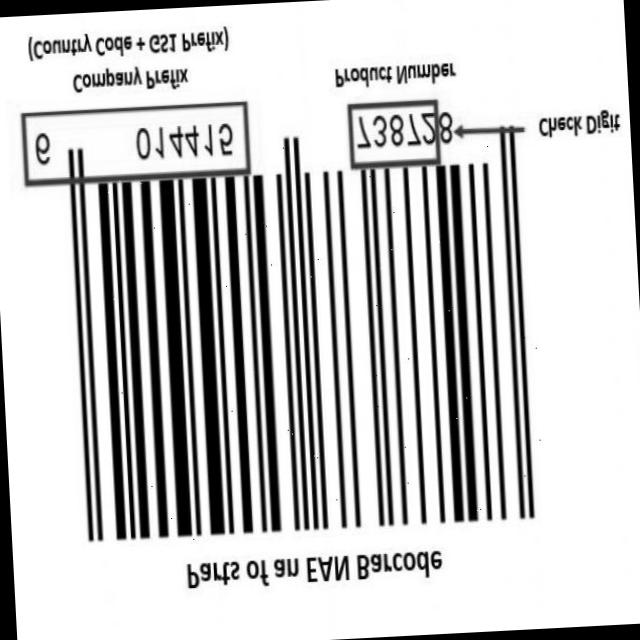 Parts of an EAN Barcode
6 014415 738728
Check Digit
Company Prefix
Product Number
(Country Code + GS1 Prefix)